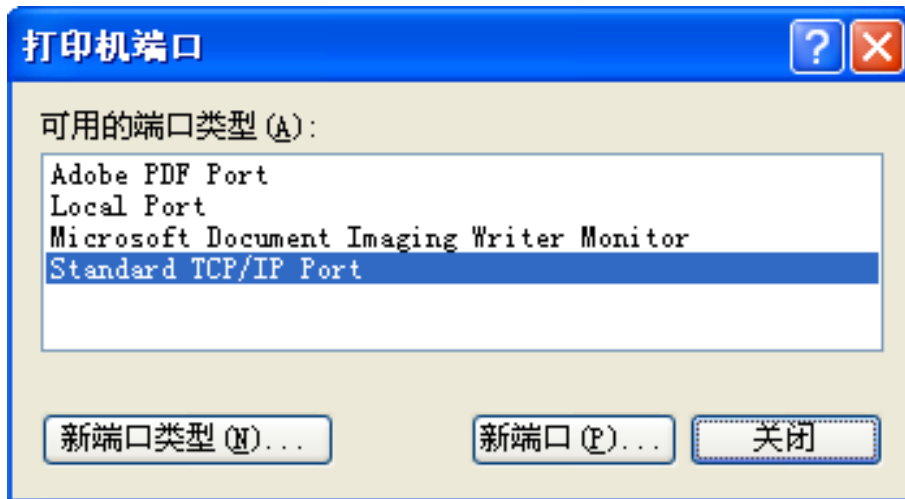 打印机端口
可用的端口类型(A):
Adobe PDF Port
Local Port
Microsoft Document Imaging Writer Monitor
Standard TCP/IP Port
新端口类型(N)... 新端口(P)... 关闭